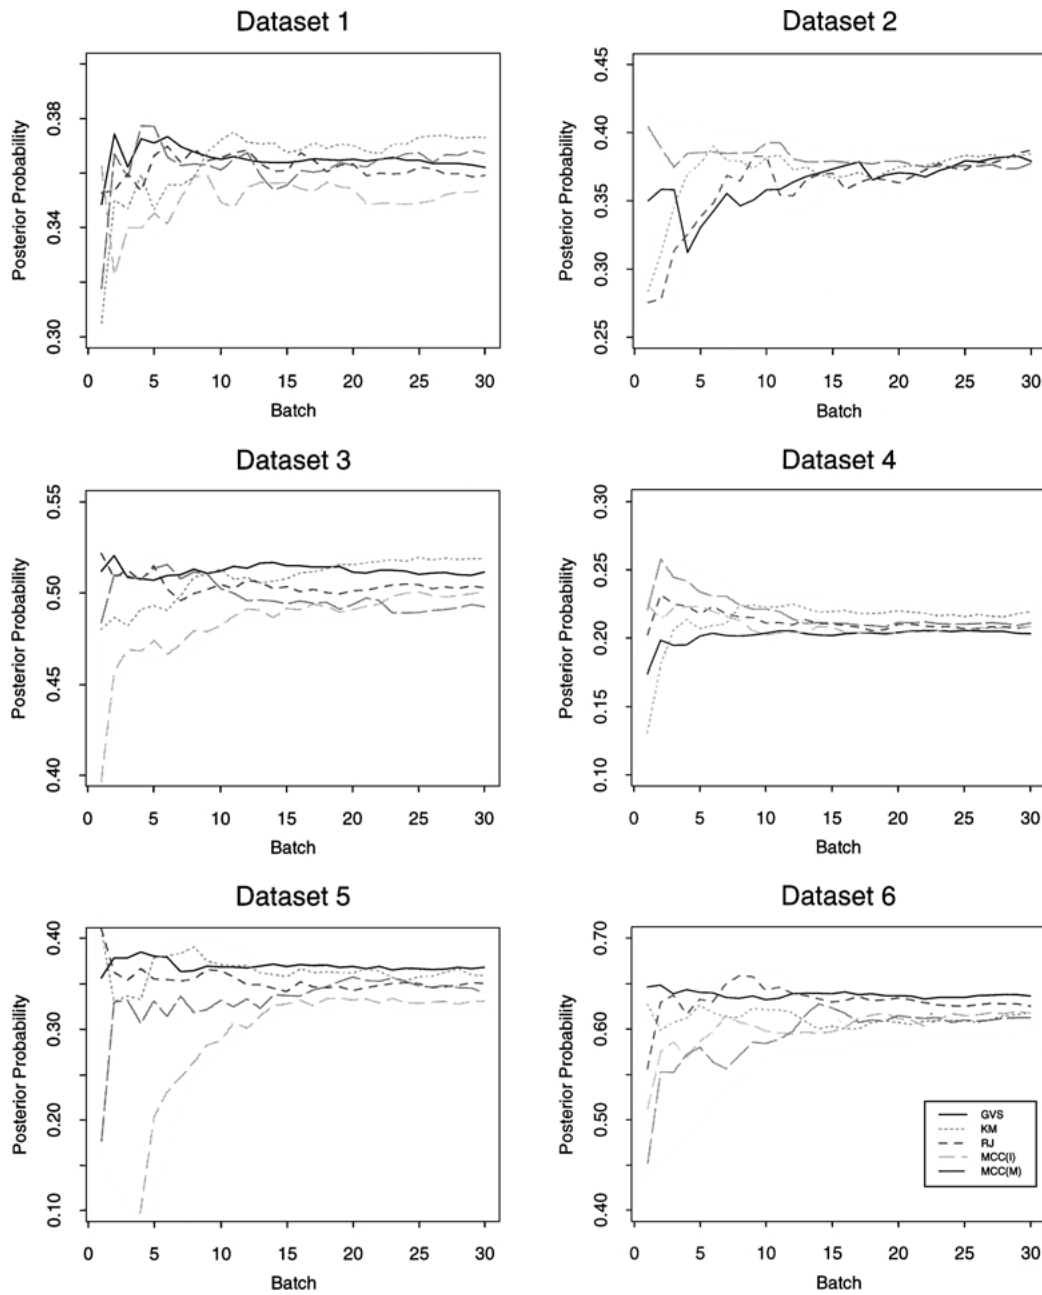 Dataset 1
Posterior Probability
0.30
0.34
0.38
0
5
10
15
20
25
30
Batch
Dataset 2
Posterior Probability
0.25
0.30
0.35
0.40
0.45
0
5
10
15
20
25
30
Batch
Dataset 3
Posterior Probability
0.40
0.45
0.50
0.55
0
5
10
15
20
25
30
Batch
Dataset 4
Posterior Probability
0.10
0.15
0.20
0.25
0.30
0
5
10
15
20
25
30
Batch
Dataset 5
Posterior Probability
0.10
0.20
0.30
0.40
0
5
10
15
20
25
30
Batch
Dataset 6
Posterior Probability
0.40
0.50
0.60
0.70
0
5
10
15
20
25
30
Batch
GVS
KM
RJ
MCC(I)
MCC(M)